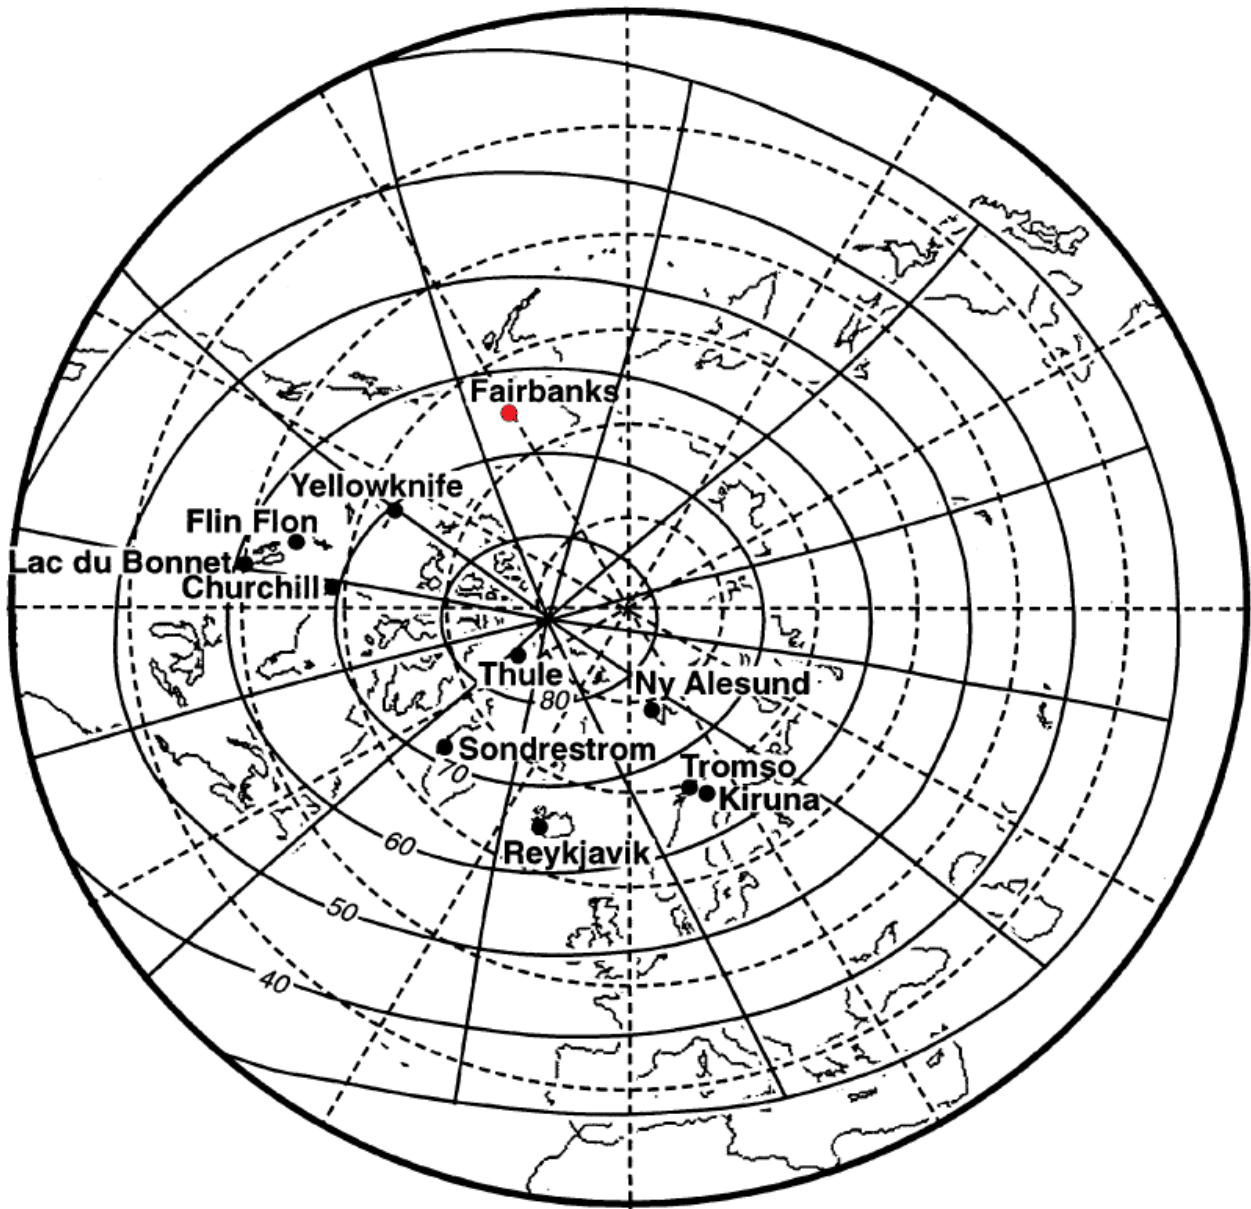 Fairbanks
Yellowknife
Flin Flon
Lac du Bonnet
Churchill
Thule
Ny Alesund
80
Sondrestrom
70
Tromso
Kiruna
Reykjavik
60
50
40